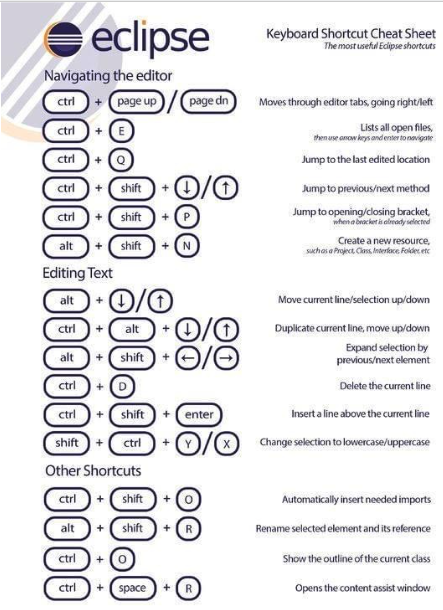 eclipse
Keyboard Shortcut Cheat Sheet
The most useful Eclipse shortcuts
Navigating the editor
ctrl + page up / page dn Moves through editor tabs, going right/left
ctrl + E Lists all open files,
then use arrow keys and enter to navigate
ctrl + Q Jump to the last edited location
ctrl + shift + ↓/↑ Jump to previous/next method
ctrl + shift + P Jump to opening/closing bracket,
when a bracket is already selected
alt + shift + N Create a new resource,
such as a Project, Class, Interface, Folder, etc
Editing Text
alt + ↓/↑ Move current line/selection up/down
ctrl + alt + ↓/↑ Duplicate current line, move up/down
alt + shift + ←/→ Expand selection by
previous/next element
ctrl + D Delete the current line
ctrl + shift + enter Insert a line above the current line
shift + ctrl + Y/X Change selection to lowercase/uppercase
Other Shortcuts
ctrl + shift + O Automatically insert needed imports
alt + shift + R Rename selected element and its reference
ctrl + O Show the outline of the current class
ctrl + space + R Opens the content assist window